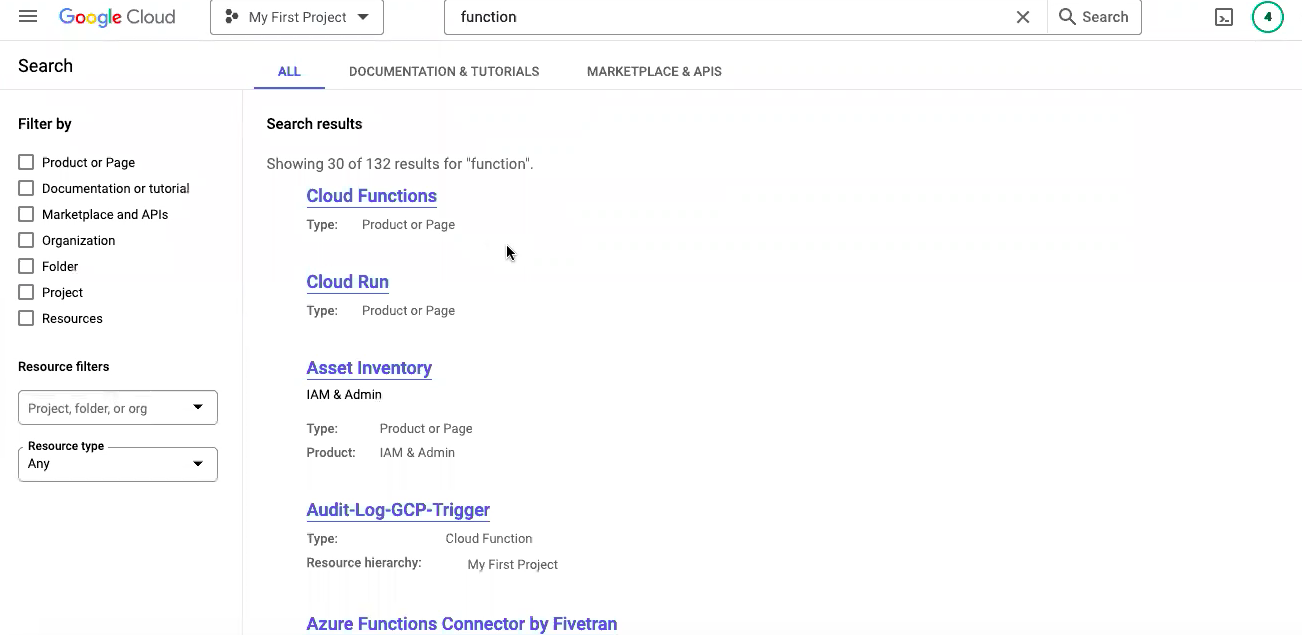 Google Cloud
My First Project
function
Search
4
Search
ALL
DOCUMENTATION & TUTORIALS
MARKETPLACE & APIS
Filter by
Product or Page
Documentation or tutorial
Marketplace and APIs
Organization
Folder
Project
Resources
Resource filters
Project, folder, or org
Resource type
Any
Search results
Showing 30 of 132 results for "function".
Cloud Functions
Type: Product or Page
Cloud Run
Type: Product or Page
Asset Inventory
IAM & Admin
Type: Product or Page
Product: IAM & Admin
Audit-Log-GCP-Trigger
Type: Cloud Function
Resource hierarchy: My First Project
Azure Functions Connector by Fivetran